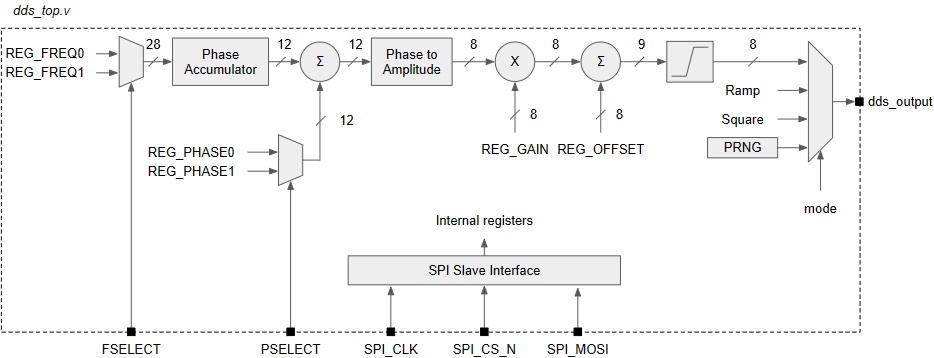 dds_top.v
REG_FREQ0
REG_FREQ1
28
Phase
Accumulator
12
Σ
12
12
Phase to
Amplitude
8
X
8
REG_GAIN
8
Σ
8
REG_OFFSET
9
8
Ramp
Square
PRNG
mode
dds_output
REG_PHASE0
REG_PHASE1
Internal registers
SPI Slave Interface
FSELECT
PSELECT
SPI_CLK
SPI_CS_N
SPI_MOSI